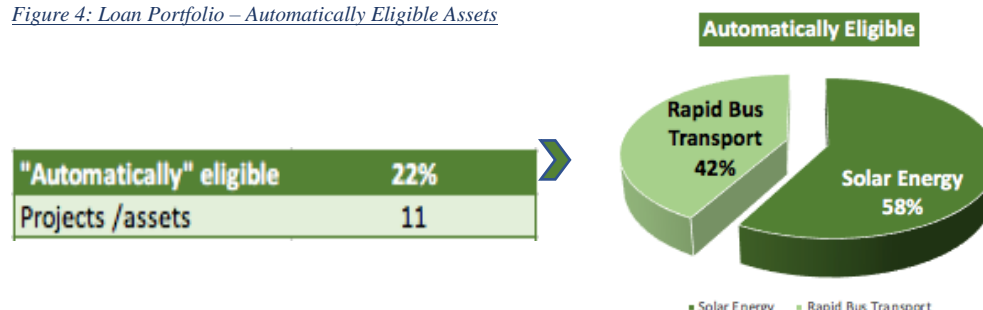 Figure 4: Loan Portfolio – Automatically Eligible Assets
Automatically Eligible
"Automatically" eligible 22%
Projects /assets 11
Rapid Bus
Transport
42%
Solar Energy
58%
Solar Energy Rapid Bus Transport